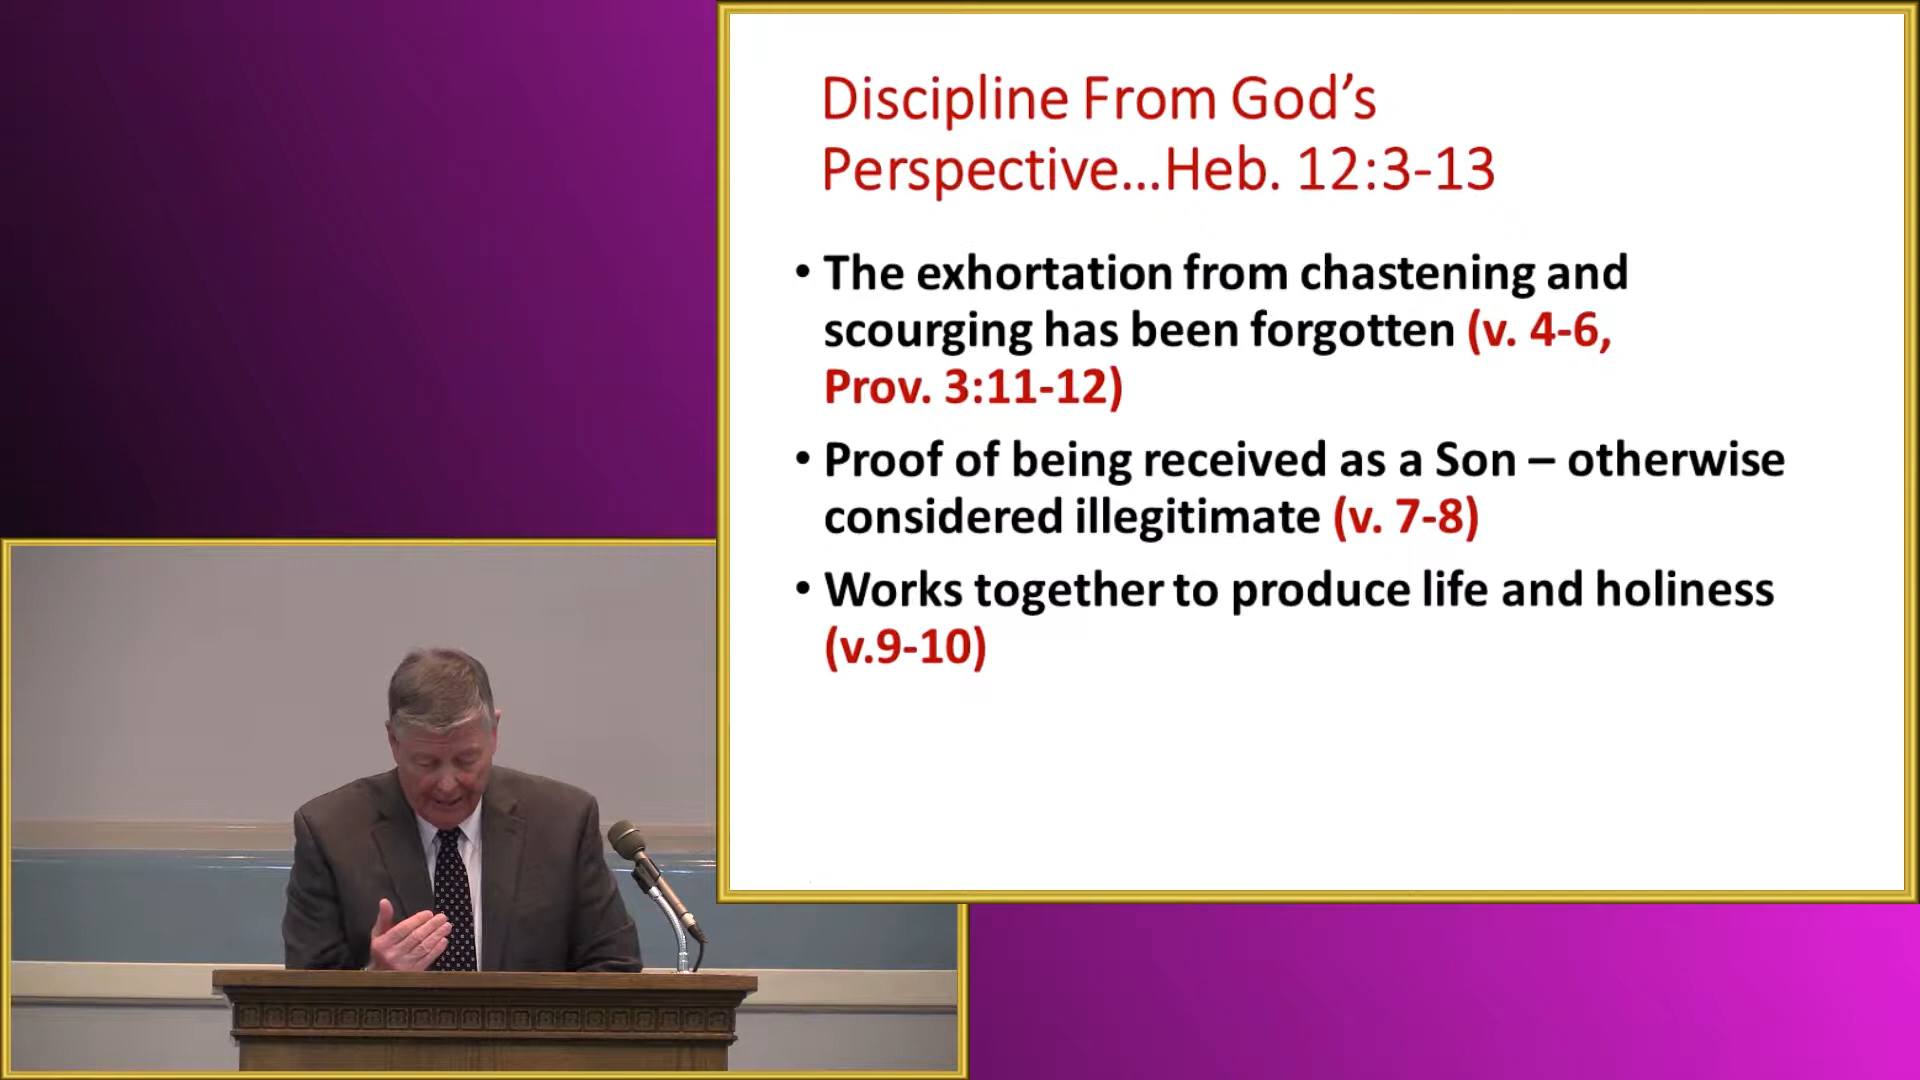 Discipline From God’s
Perspective...Heb. 12:3-13
• The exhortation from chastening and
scourging has been forgotten (v. 4-6,
Prov. 3:11-12)
• Proof of being received as a Son – otherwise
considered illegitimate (v. 7-8)
• Works together to produce life and holiness
(v.9-10)